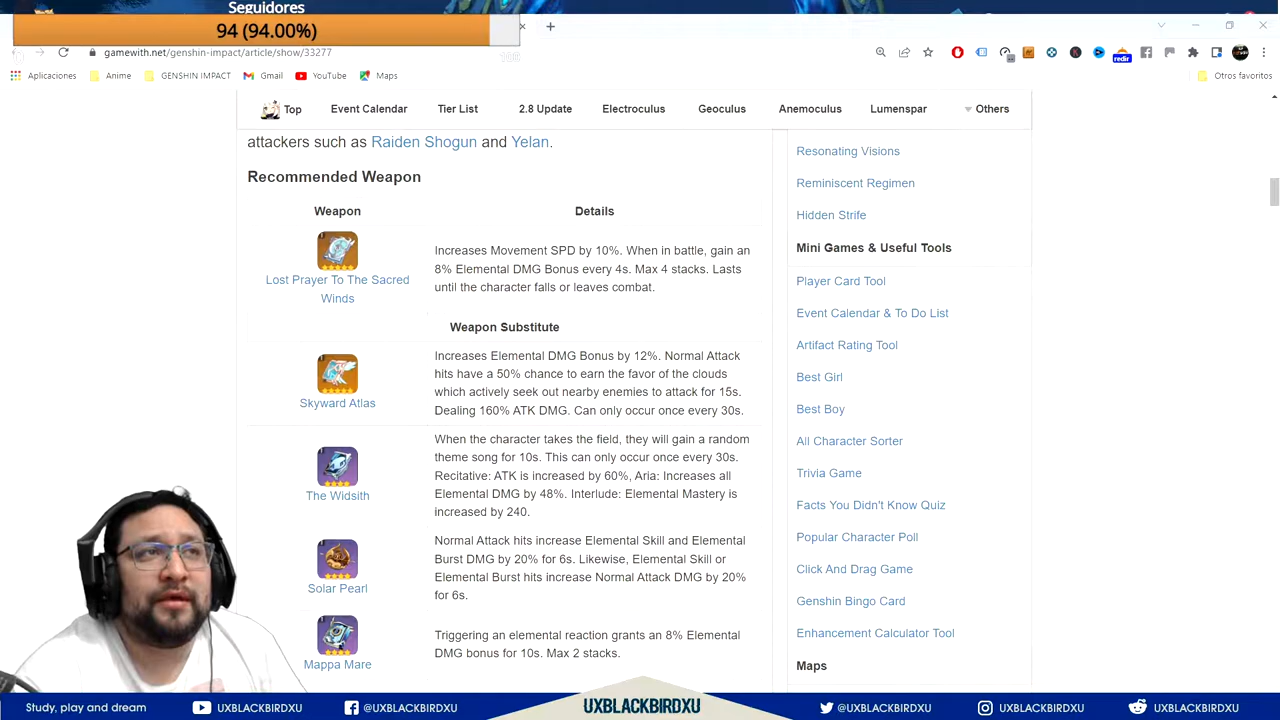 Seguidores
94 (94.00%)
gamewith.net/genshin-impact/article/show/33277
redir
Aplicaciones
Anime
GENSHIN IMPACT
Gmail
YouTube
Maps
Otros favoritos
Top
Event Calendar
Tier List
2.8 Update
Electroculus
Geoculus
Anemoculus
Lumenspar
Others
attackers such as Raiden Shogun and Yelan.
Recommended Weapon
Weapon
Details
Lost Prayer To The Sacred
Winds
Increases Movement SPD by 10%. When in battle, gain an
8% Elemental DMG Bonus every 4s. Max 4 stacks. Lasts
until the character falls or leaves combat.
Weapon Substitute
Skyward Atlas
Increases Elemental DMG Bonus by 12%. Normal Attack
hits have a 50% chance to earn the favor of the clouds
which actively seek out nearby enemies to attack for 15s.
Dealing 160% ATK DMG. Can only occur once every 30s.
The Widsith
When the character takes the field, they will gain a random
theme song for 10s. This can only occur once every 30s.
Recitative: ATK is increased by 60%, Aria: Increases all
Elemental DMG by 48%. Interlude: Elemental Mastery is
increased by 240.
Solar Pearl
Normal Attack hits increase Elemental Skill and Elemental
Burst DMG by 20% for 6s. Likewise, Elemental Skill or
Elemental Burst hits increase Normal Attack DMG by 20%
for 6s.
Mappa Mare
Triggering an elemental reaction grants an 8% Elemental
DMG bonus for 10s. Max 2 stacks.
Resonating Visions
Reminiscent Regimen
Hidden Strife
Mini Games & Useful Tools
Player Card Tool
Event Calendar & To Do List
Artifact Rating Tool
Best Girl
Best Boy
All Character Sorter
Trivia Game
Facts You Didn't Know Quiz
Popular Character Poll
Click And Drag Game
Genshin Bingo Card
Enhancement Calculator Tool
Maps
Study, play and dream
UXBLACKBIRDXU
@UXBLACKBIRDXU
UXBLACKBIRDXU
@UXBLACKBIRDXU
UXBLACKBIRDXU
UXBLACKBIRDXU